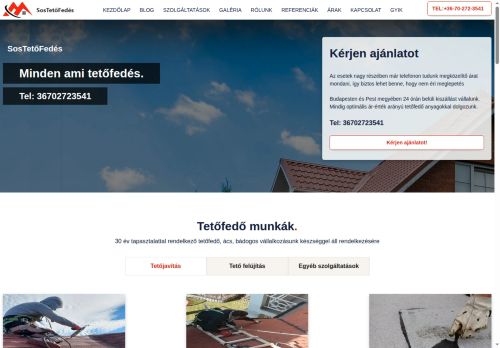 SosTetőFedés
KEZDŐLAP BLOG SZOLGÁLTATÁSOK GALÉRIA RÓLUNK REFERENCIÁK ÁRAK KAPCSOLAT GYIK
TEL:+36-70-272-3541
SosTetőFedés
Minden ami tetőfedés.
Tel: 36702723541
Kérjen ajánlatot
Az esetek nagy részében már telefonon tudunk megközelítő árat
mondani, így biztos lehet benne, hogy nem éri meglepetés
Budapesten és Pest megyében 24 órán belüli kiszállást vállalunk.
Mindig optimális ár-érték arányú tetőfedő anyagokkal dolgozunk.
Tel: 36702723541
Kérjen ajánlatot!
Tetőfedő munkák.
30 év tapasztalattal rendelkező tetőfedő, ács, bádogos vállalkozásunk készséggel áll rendelkezésére
Tetőjavítás
Tető felújítás
Egyéb szolgáltatások